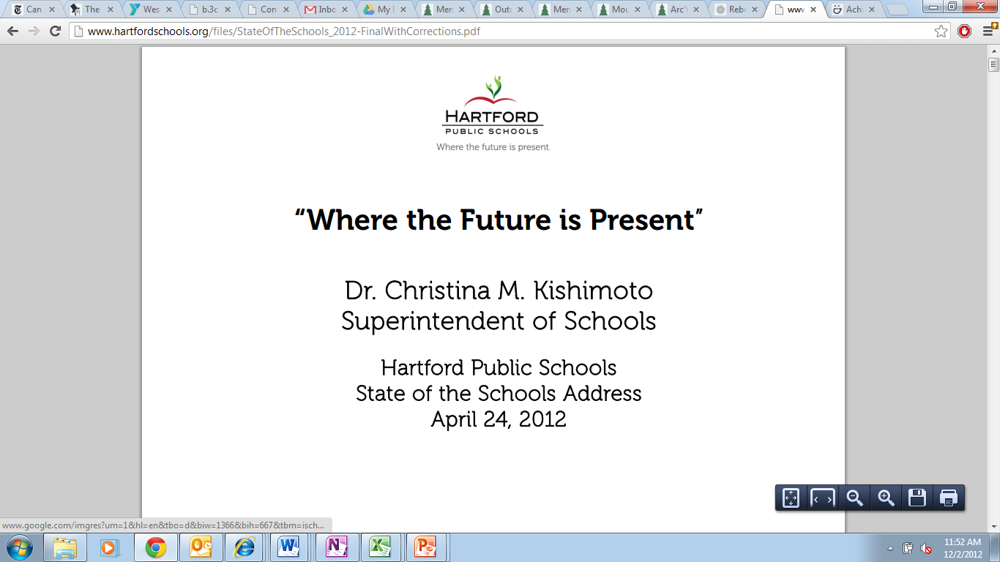 Can
The
Wes
b.3c
Con
Inbo
My
Men
Out
Men
Mou
Arc'
Reb
www
Achi
www.hartfordschools.org/files/StateOfTheSchools_2012-FinalWithCorrections.pdf
HARTFORD
PUBLIC SCHOOLS
Where the future is present.
“Where the Future is Present”
Dr. Christina M. Kishimoto
Superintendent of Schools
Hartford Public Schools
State of the Schools Address
April 24, 2012
www.google.com/imgres?um=1&hl=en&tbo=d&biw=1366&bih=667&tbm=isch...
11:52 AM
12/2/2012